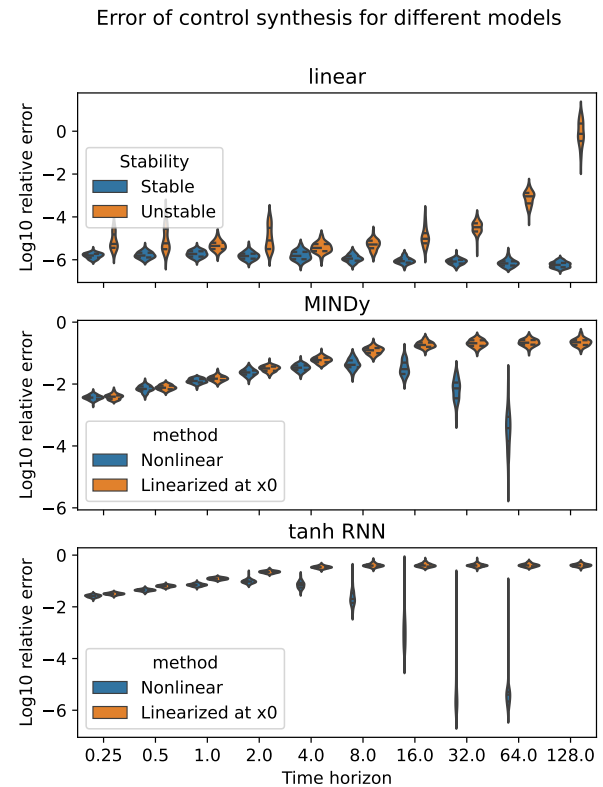 Error of control synthesis for different models
linear
Log10 relative error
0
−2
−4
−6
Stability
Stable
Unstable
MINDy
Log10 relative error
0
−2
−4
−6
method
Nonlinear
Linearized at x0
tanh RNN
Log10 relative error
0
−2
−4
−6
method
Nonlinear
Linearized at x0
0.25 0.5 1.0 2.0 4.0 8.0 16.0 32.0 64.0 128.0
Time horizon